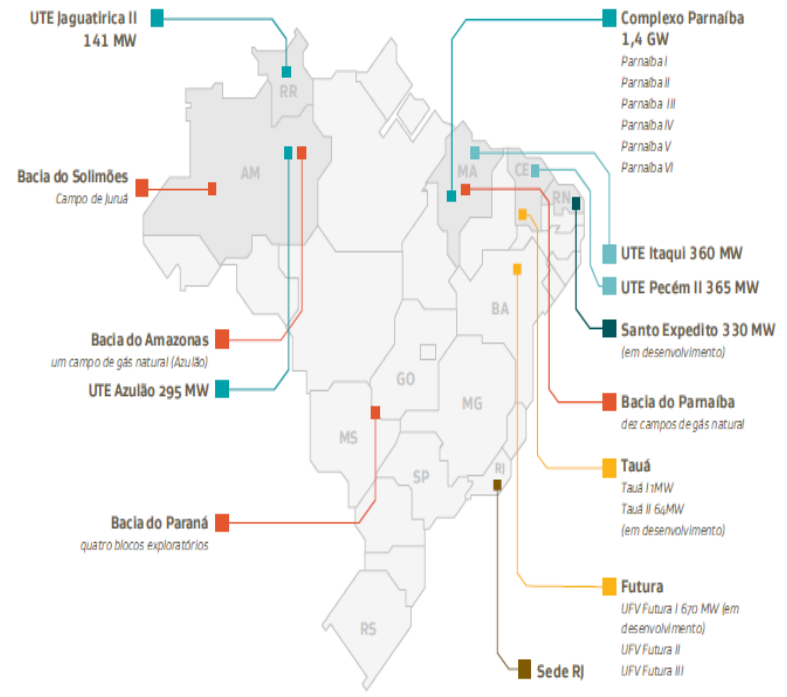 UTE Jaguatirica II
141 MW
Complexo Parnaíba
1,4 GW
Parnaíba I
Parnaíba II
Parnaíba III
Parnaíba IV
Parnaíba V
Parnaíba VI
RR
AM
MA
CE
RN
Bacia do Solimões
Campo de Juruá
UTE Itaqui 360 MW
UTE Pecém II 365 MW
BA
Santo Expedito 330 MW
(em desenvolvimento)
Bacia do Amazonas
um campo de gás natural (Azulão)
UTE Azulão 295 MW
GO
MG
MS
SP
RJ
RS
Bacia do Parnaíba
dez campos de gás natural
Tauá
Tauá I 1MW
Tauá II 64MW
(em desenvolvimento)
Bacia do Paraná
quatro blocos exploratórios
Futura
UFV Futura I 670 MW (em
desenvolvimento)
UFV Futura II
UFV Futura III
Sede RJ